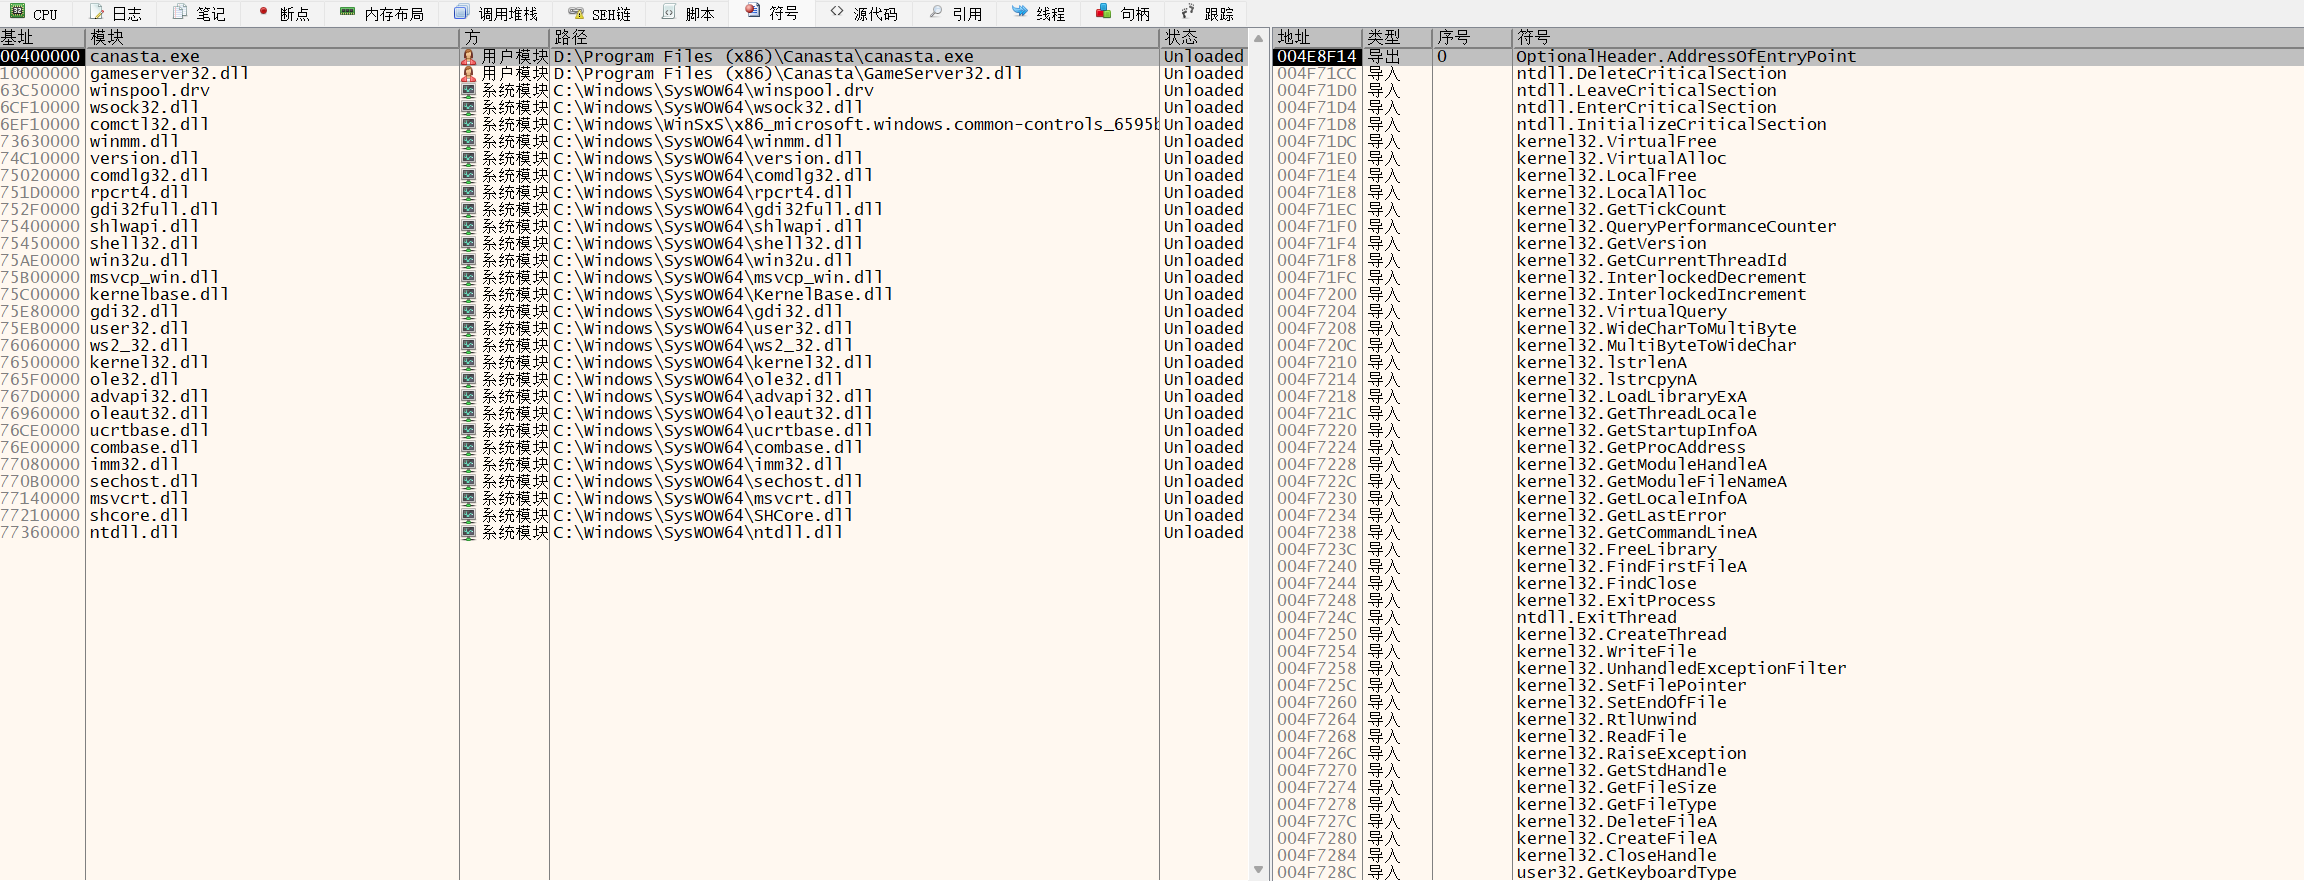 CPU 日志 笔记 断点 内存布局 调用堆栈 SEH链 脚本 符号 源代码 引用 线程 句柄 跟踪
基址 模块 方 路径 状态
00400000 canasta.exe 用户模块 D:\Program Files (x86)\Canasta\canasta.exe Unloaded
10000000 gameserver32.dll 用户模块 D:\Program Files (x86)\Canasta\GameServer32.dll Unloaded
63C50000 winspool.drv 系统模块 C:\Windows\SysWOW64\winspool.drv Unloaded
6CF10000 wsock32.dll 系统模块 C:\Windows\SysWOW64\wsock32.dll Unloaded
6EF10000 comctl32.dll 系统模块 C:\Windows\WinSxS\x86_microsoft.windows.common-controls_6595b Unloaded
73630000 winmm.dll 系统模块 C:\Windows\SysWOW64\winmm.dll Unloaded
74C10000 version.dll 系统模块 C:\Windows\SysWOW64\version.dll Unloaded
75020000 comdlg32.dll 系统模块 C:\Windows\SysWOW64\comdlg32.dll Unloaded
751D0000 rpcrt4.dll 系统模块 C:\Windows\SysWOW64\rpcrt4.dll Unloaded
752F0000 gdi32full.dll 系统模块 C:\Windows\SysWOW64\gdi32full.dll Unloaded
75400000 shlwapi.dll 系统模块 C:\Windows\SysWOW64\shlwapi.dll Unloaded
75450000 shell32.dll 系统模块 C:\Windows\SysWOW64\shell32.dll Unloaded
75AE0000 win32u.dll 系统模块 C:\Windows\SysWOW64\win32u.dll Unloaded
75B00000 msvcp_win.dll 系统模块 C:\Windows\SysWOW64\msvcp_win.dll Unloaded
75C00000 kernelbase.dll 系统模块 C:\Windows\SysWOW64\KernelBase.dll Unloaded
75E80000 gdi32.dll 系统模块 C:\Windows\SysWOW64\gdi32.dll Unloaded
75EB0000 user32.dll 系统模块 C:\Windows\SysWOW64\user32.dll Unloaded
76060000 ws2_32.dll 系统模块 C:\Windows\SysWOW64\ws2_32.dll Unloaded
76500000 kernel32.dll 系统模块 C:\Windows\SysWOW64\kernel32.dll Unloaded
765F0000 ole32.dll 系统模块 C:\Windows\SysWOW64\ole32.dll Unloaded
767D0000 advapi32.dll 系统模块 C:\Windows\SysWOW64\advapi32.dll Unloaded
76960000 oleaut32.dll 系统模块 C:\Windows\SysWOW64\oleaut32.dll Unloaded
76CE0000 ucrtbase.dll 系统模块 C:\Windows\SysWOW64\ucrtbase.dll Unloaded
76E00000 combase.dll 系统模块 C:\Windows\SysWOW64\combase.dll Unloaded
77080000 imm32.dll 系统模块 C:\Windows\SysWOW64\imm32.dll Unloaded
770B0000 sechost.dll 系统模块 C:\Windows\SysWOW64\sechost.dll Unloaded
77140000 msvcrt.dll 系统模块 C:\Windows\SysWOW64\msvcrt.dll Unloaded
77210000 shcore.dll 系统模块 C:\Windows\SysWOW64\SHCore.dll Unloaded
77360000 ntdll.dll 系统模块 C:\Windows\SysWOW64\ntdll.dll Unloaded
地址 类型 序号 符号
004E8F14 导出 0 OptionalHeader.AddressOfEntryPoint
004F71CC 导入 ntdll.DeleteCriticalSection
004F71D0 导入 ntdll.LeaveCriticalSection
004F71D4 导入 ntdll.EnterCriticalSection
004F71D8 导入 ntdll.InitializeCriticalSection
004F71DC 导入 kernel32.VirtualFree
004F71E0 导入 kernel32.VirtualAlloc
004F71E4 导入 kernel32.LocalFree
004F71E8 导入 kernel32.LocalAlloc
004F71EC 导入 kernel32.GetTickCount
004F71F0 导入 kernel32.QueryPerformanceCounter
004F71F4 导入 kernel32.GetVersion
004F71F8 导入 kernel32.GetCurrentThreadId
004F71FC 导入 kernel32.InterlockedDecrement
004F7200 导入 kernel32.InterlockedIncrement
004F7204 导入 kernel32.VirtualQuery
004F7208 导入 kernel32.WideCharToMultiByte
004F720C 导入 kernel32.MultiByteToWideChar
004F7210 导入 kernel32.lstrlenA
004F7214 导入 kernel32.lstrcpynA
004F7218 导入 kernel32.LoadLibraryExA
004F721C 导入 kernel32.GetThreadLocale
004F7220 导入 kernel32.GetStartupInfoA
004F7224 导入 kernel32.GetProcAddress
004F7228 导入 kernel32.GetModuleHandleA
004F722C 导入 kernel32.GetModuleFileNameA
004F7230 导入 kernel32.GetLocaleInfoA
004F7234 导入 kernel32.GetLastError
004F7238 导入 kernel32.GetCommandLineA
004F723C 导入 kernel32.FreeLibrary
004F7240 导入 kernel32.FindFirstFileA
004F7244 导入 kernel32.FindClose
004F7248 导入 kernel32.ExitProcess
004F724C 导入 ntdll.ExitThread
004F7250 导入 kernel32.CreateThread
004F7254 导入 kernel32.WriteFile
004F7258 导入 kernel32.UnhandledExceptionFilter
004F725C 导入 kernel32.SetFilePointer
004F7260 导入 kernel32.SetEndOfFile
004F7264 导入 kernel32.RtlUnwind
004F7268 导入 kernel32.ReadFile
004F726C 导入 kernel32.RaiseException
004F7270 导入 kernel32.GetStdHandle
004F7274 导入 kernel32.GetFileSize
004F7278 导入 kernel32.GetFileType
004F727C 导入 kernel32.DeleteFileA
004F7280 导入 kernel32.CreateFileA
004F7284 导入 kernel32.CloseHandle
004F728C 导入 user32.GetKeyboardType